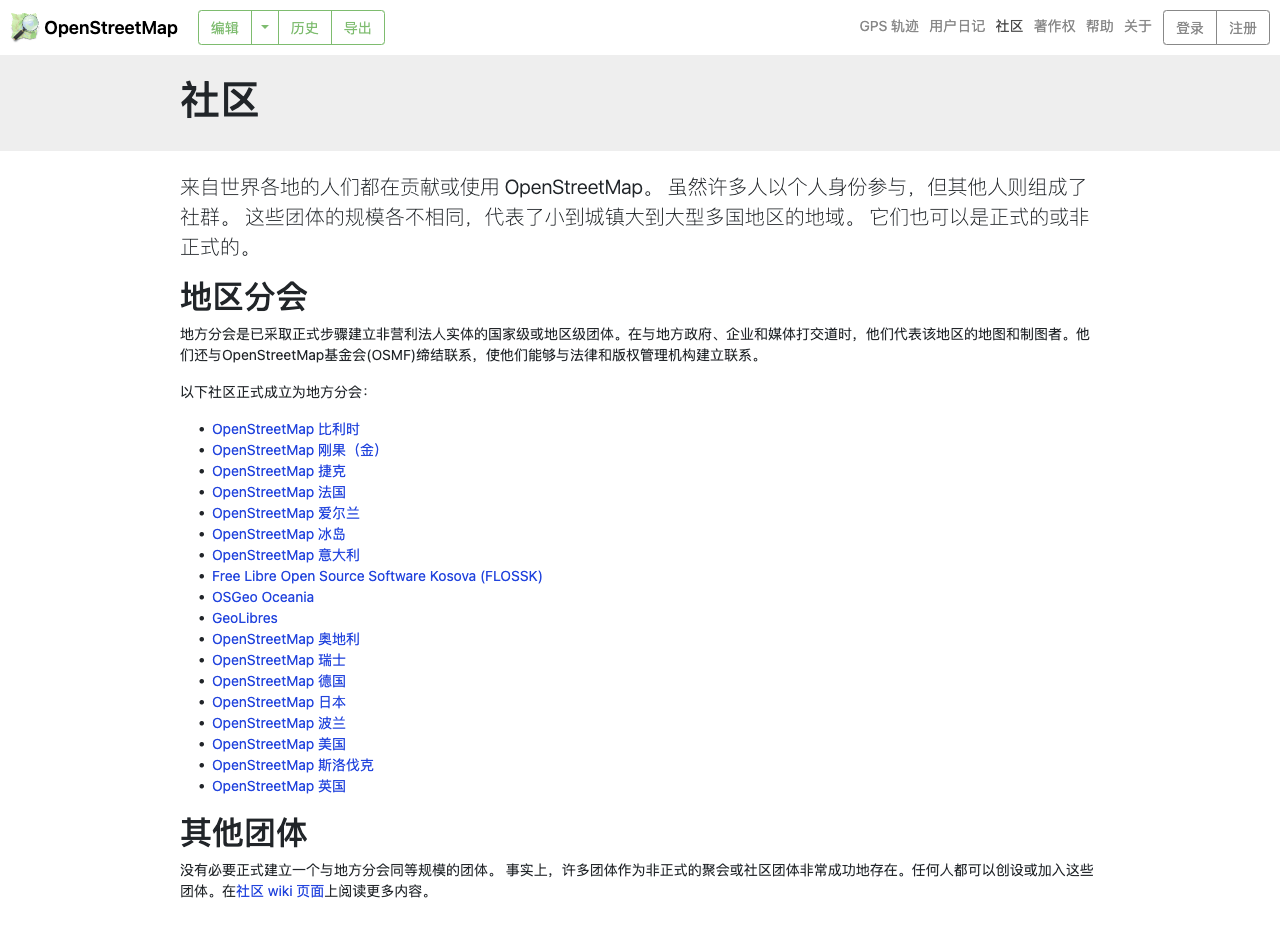 OpenStreetMap 编辑 历史 导出 GPS 轨迹 用户日记 社区 著作权 帮助 关于 登录 注册
社区
来自世界各地的人们都在贡献或使用 OpenStreetMap。 虽然许多人以个人身份参与，但其他人则组成了
社群。 这些团体的规模各不相同，代表了小到城镇大到大型多国地区的地域。 它们也可以是正式的或非
正式的。
地区分会
地方分会是已采取正式步骤建立非营利法人实体的国家级或地区级团体。在与地方政府、企业和媒体打交道时，他们代表该地区的地图和制图者。他
们还与OpenStreetMap基金会(OSMF)缔结联系，使他们能够与法律和版权管理机构建立联系。
以下社区正式成立为地方分会：
• OpenStreetMap 比利时
• OpenStreetMap 刚果（金）
• OpenStreetMap 捷克
• OpenStreetMap 法国
• OpenStreetMap 爱尔兰
• OpenStreetMap 冰岛
• OpenStreetMap 意大利
• Free Libre Open Source Software Kosova (FLOSSK)
• OSGeo Oceania
• GeoLibres
• OpenStreetMap 奥地利
• OpenStreetMap 瑞士
• OpenStreetMap 德国
• OpenStreetMap 日本
• OpenStreetMap 波兰
• OpenStreetMap 美国
• OpenStreetMap 斯洛伐克
• OpenStreetMap 英国
其他团体
没有必要正式建立一个与地方分会同等规模的团体。 事实上，许多团体作为非正式的聚会或社区团体非常成功地存在。任何人都可以创设或加入这些
团体。在社区 wiki 页面上阅读更多内容。